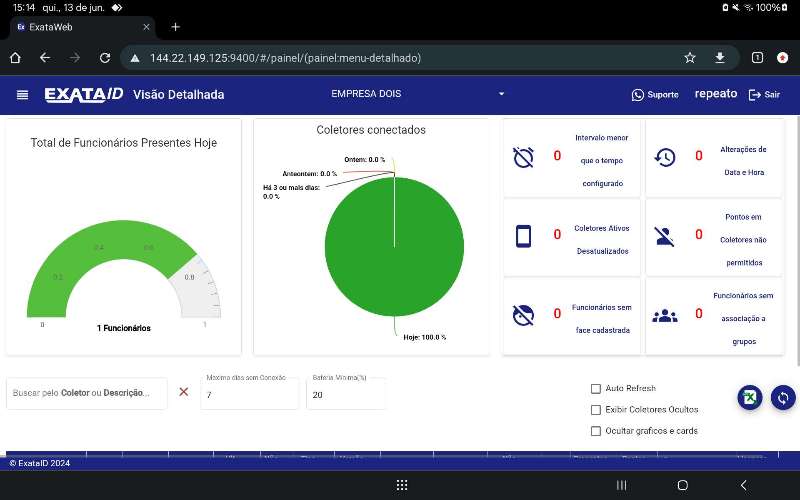 15:14 qui., 13 de jun.
100%
Ex ExataWeb
144.22.149.125:9400/#/painel/(painel:menu-detalhado)
1
EXATAID Visão Detalhada
EMPRESA DOIS
Suporte
repeato
Sair
Total de Funcionários Presentes Hoje
0.4 0.6
0.2 0.8
0 1
1 Funcionários
Coletores conectados
Ontem: 0.0 %
Anteontem: 0.0 %
Há 3 ou mais dias:
0.0 %
Hoje: 100.0 %
0
Intervalo menor
que o tempo
configurado
0
Alterações de
Data e Hora
0
Coletores Ativos
Desatualizados
0
Pontos em
Coletores não
permitidos
0
Funcionários sem
face cadastrada
0
Funcionários sem
associação a
grupos
Buscar pelo Coletor ou Descrição...
Máximo dias sem Conexão
7
Bateria Mínima(%)
20
Auto Refresh
Exibir Coletores Ocultos
Ocultar graficos e cards
© ExataID 2024